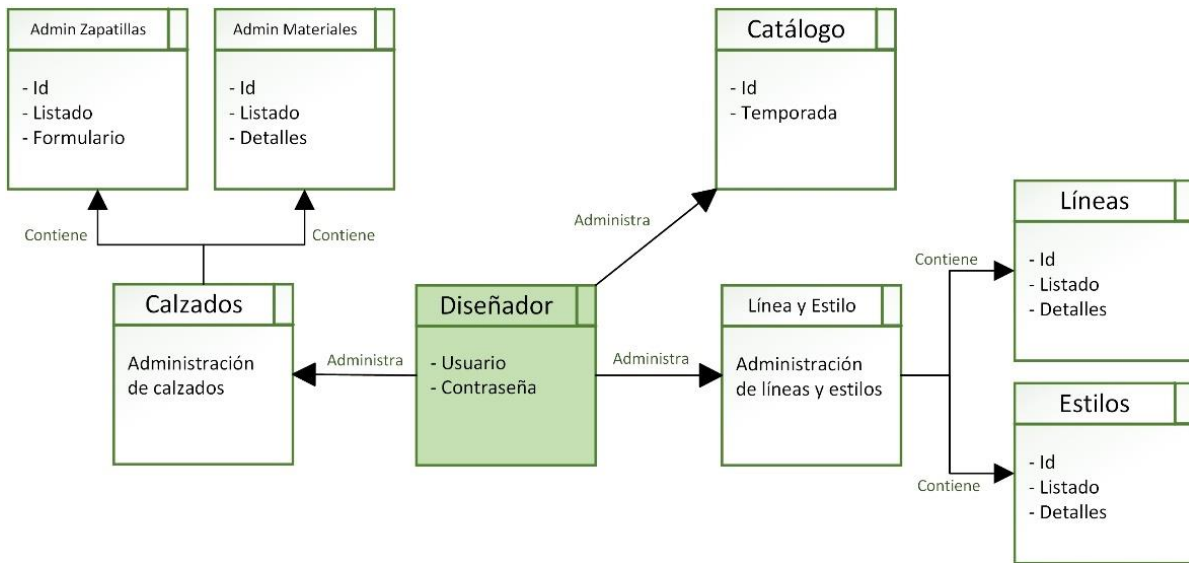 Admin Zapatillas
- Id
- Listado
- Formulario
Admin Materiales
- Id
- Listado
- Detalles
Catálogo
- Id
- Temporada
Contiene
Contiene
Administra
Calzados
Administración
de calzados
Administra
Diseñador
- Usuario
- Contraseña
Administra
Línea y Estilo
Administración
de líneas y estilos
Contiene
Líneas
- Id
- Listado
- Detalles
Contiene
Estilos
- Id
- Listado
- Detalles